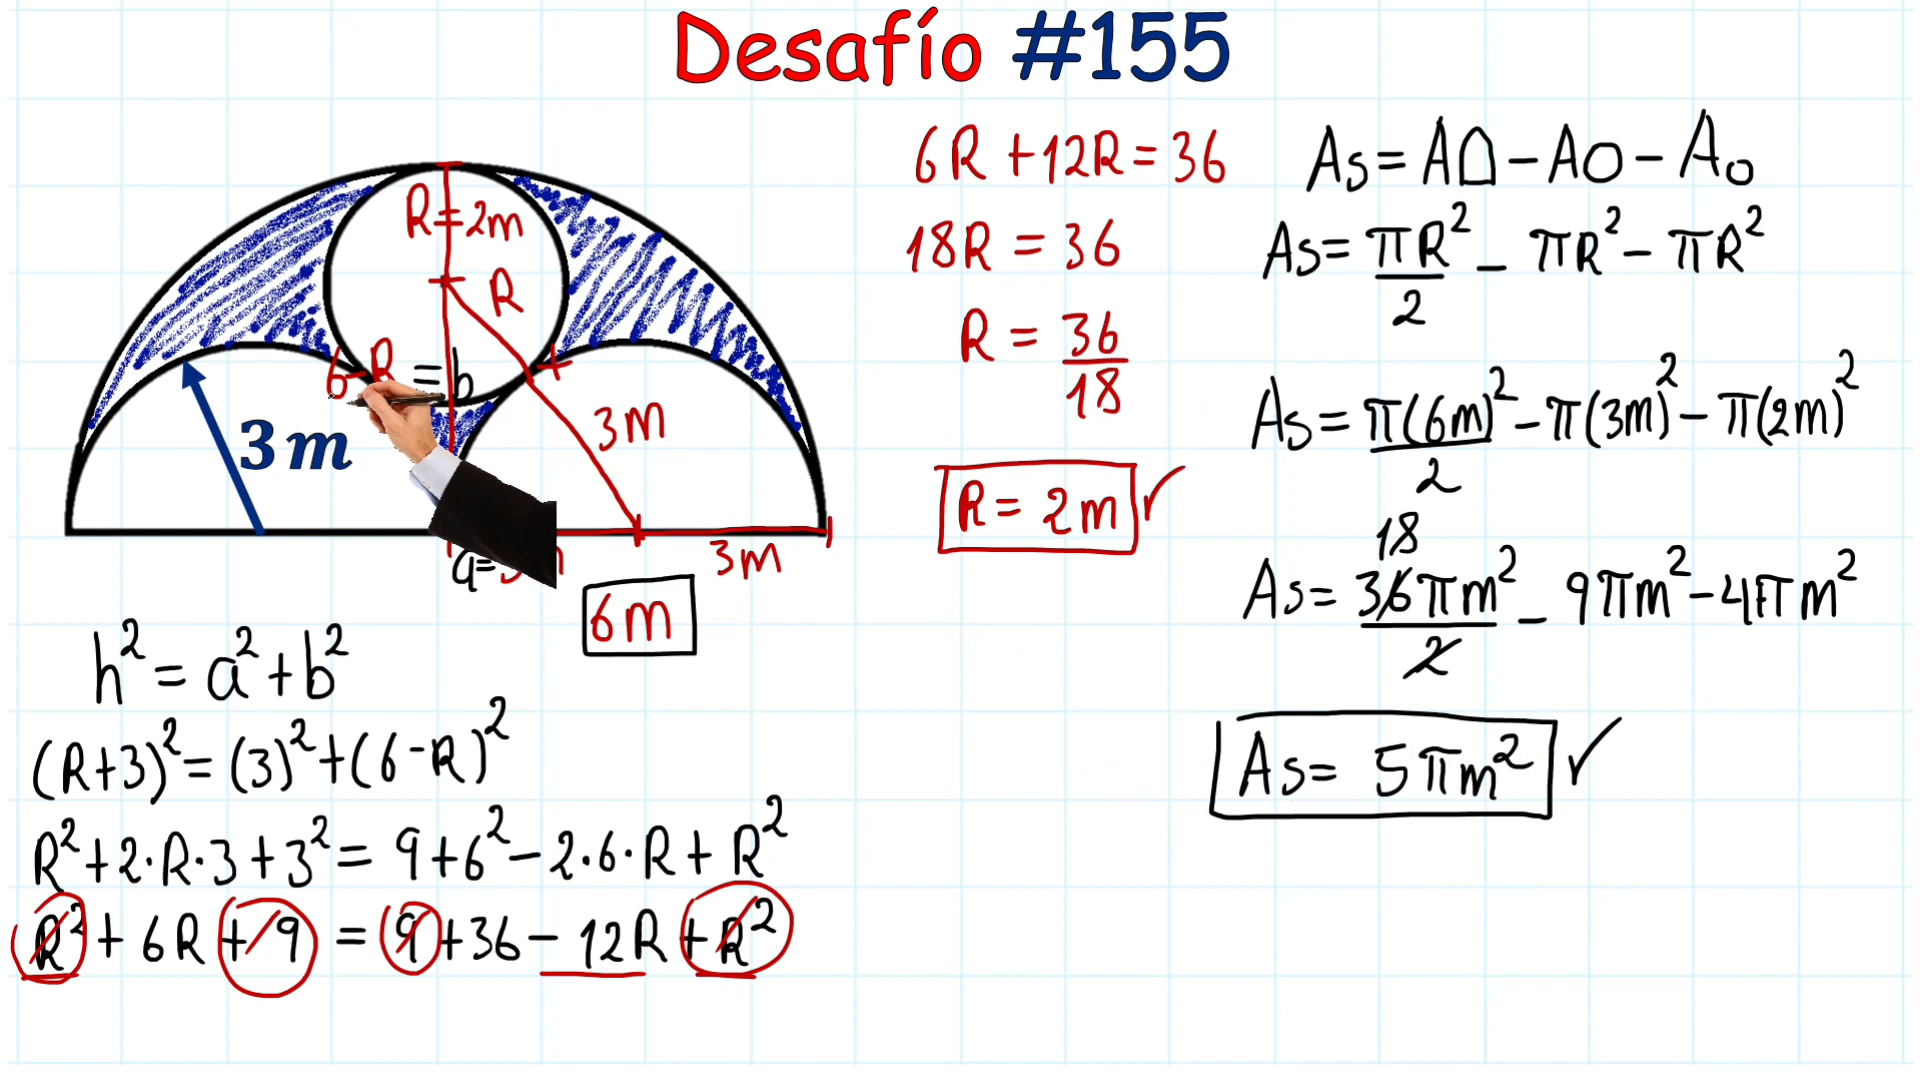 Desafío #155
R=2m
R
6-R = b
3m
3m
3m
a=
6m
h² = a² + b²
(R+3)² = (3)² + (6-R)²
R² + 2·R·3 + 3² = 9 + 6² - 2·6·R + R²
R² + 6R + 9 = 9 + 36 - 12R + R²
6R + 12R = 36
18R = 36
R = 36/18
R = 2m ✓
As = A⌓ - A○ - A○
As = πR²/2 - πR² - πR²
As = π(6m)²/2 - π(3m)² - π(2m)²
18
As = 36πm²/2 - 9πm² - 4πm²
As = 5πm² ✓